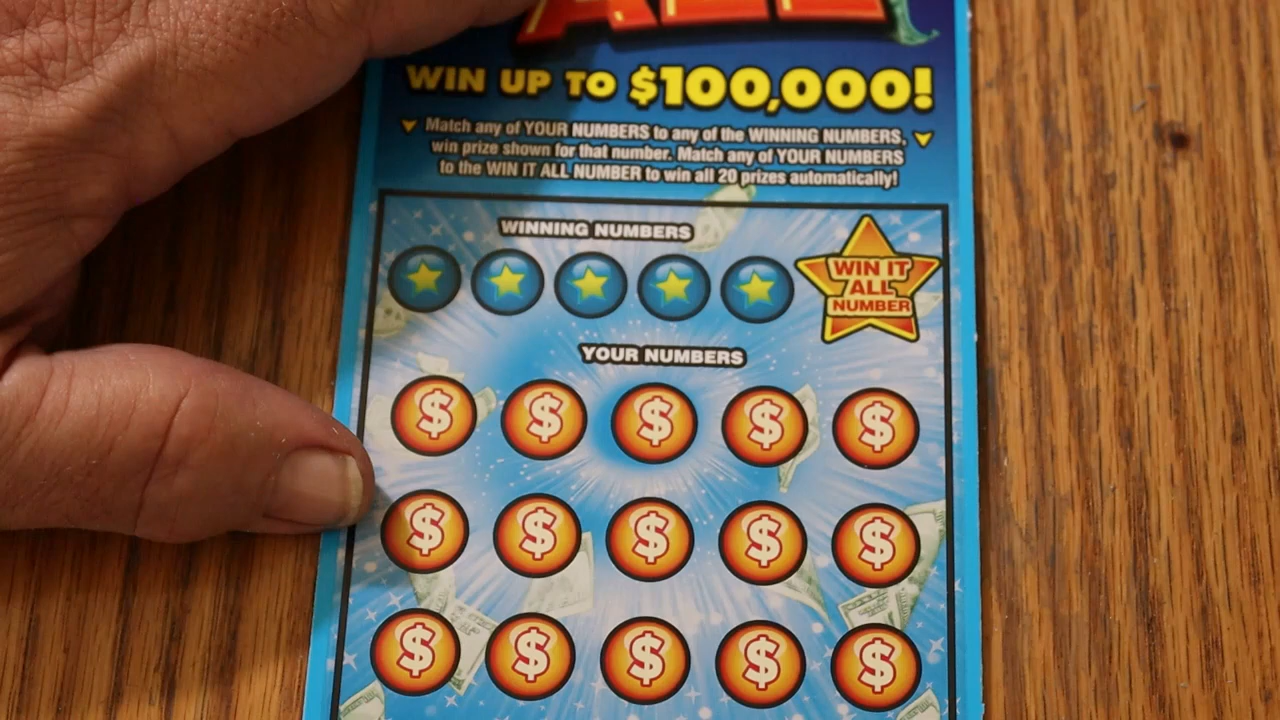 ALL
WIN UP TO $100,000!
Match any of YOUR NUMBERS to any of the WINNING NUMBERS,
win prize shown for that number. Match any of YOUR NUMBERS
to the WIN IT ALL NUMBER to win all 20 prizes automatically!
WINNING NUMBERS
WIN IT
ALL
NUMBER
YOUR NUMBERS
$ $ $ $ $
$ $ $ $ $
$ $ $ $ $